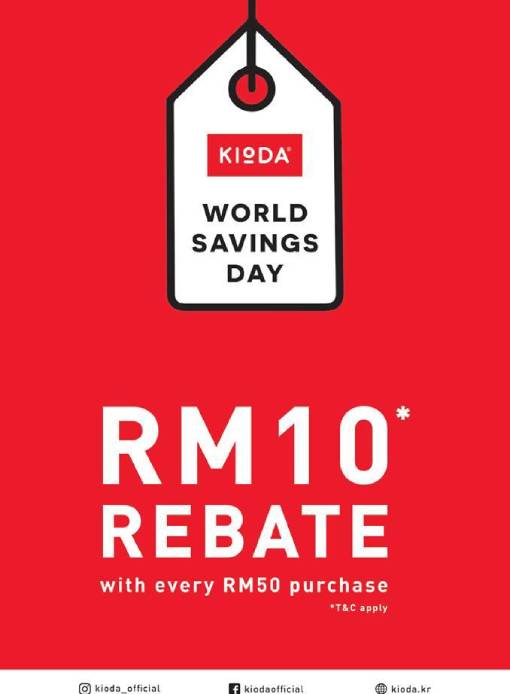 KIODA®
WORLD
SAVINGS
DAY
RM10*
REBATE
with every RM50 purchase
*T&C apply
kioda_official
kiodaofficial
kioda.kr